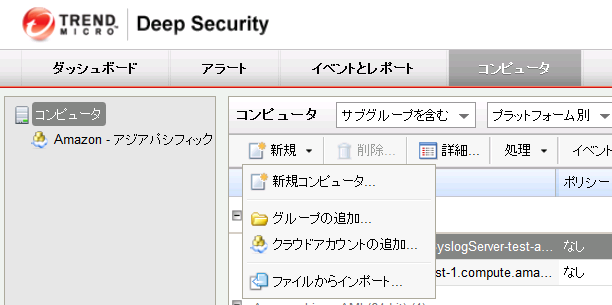 TREND MICRO Deep Security
ダッシュボード アラート イベントとレポート コンピュータ
コンピュータ
Amazon - アジアパシフィック
コンピュータ サブグループを含む プラットフォーム別
新規 削除... 詳細... 処理 イベン
ポリシー
新規コンピュータ...
グループの追加...
クラウドアカウントの追加...
ファイルからインポート...
yslogServer-test-a... なし
st-1.compute.ama... なし